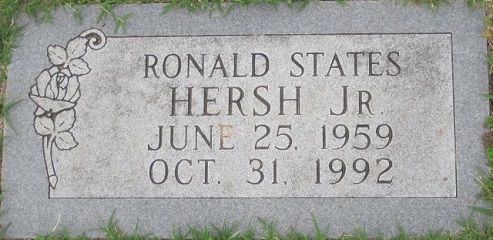 RONALD STATES
HERSH JR.
JUNE 25, 1959
OCT. 31, 1992